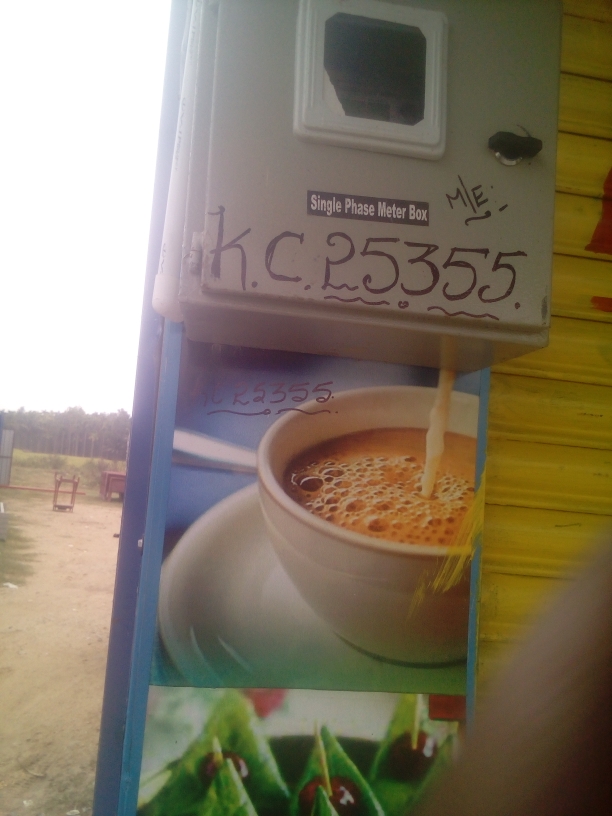 Single Phase Meter Box
M/E:
K.C.25355.
K 25355.